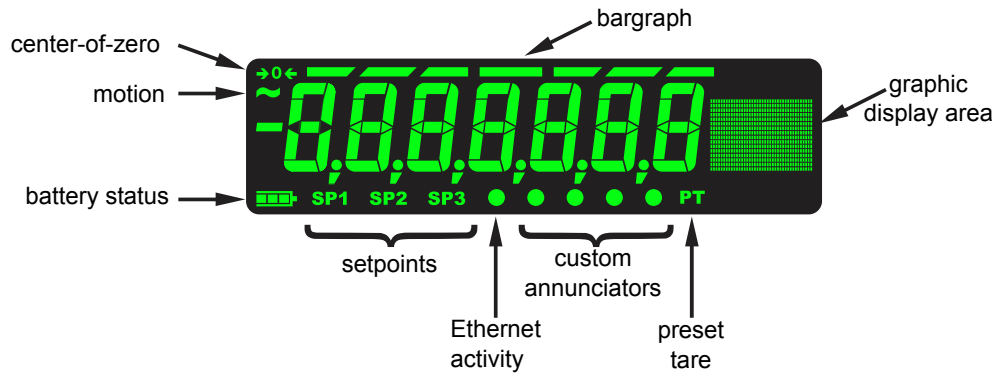 bargraph
center-of-zero
→0←
motion
graphic
display area
battery status
SP1 SP2 SP3 PT
setpoints
custom
annunciators
Ethernet
activity
preset
tare